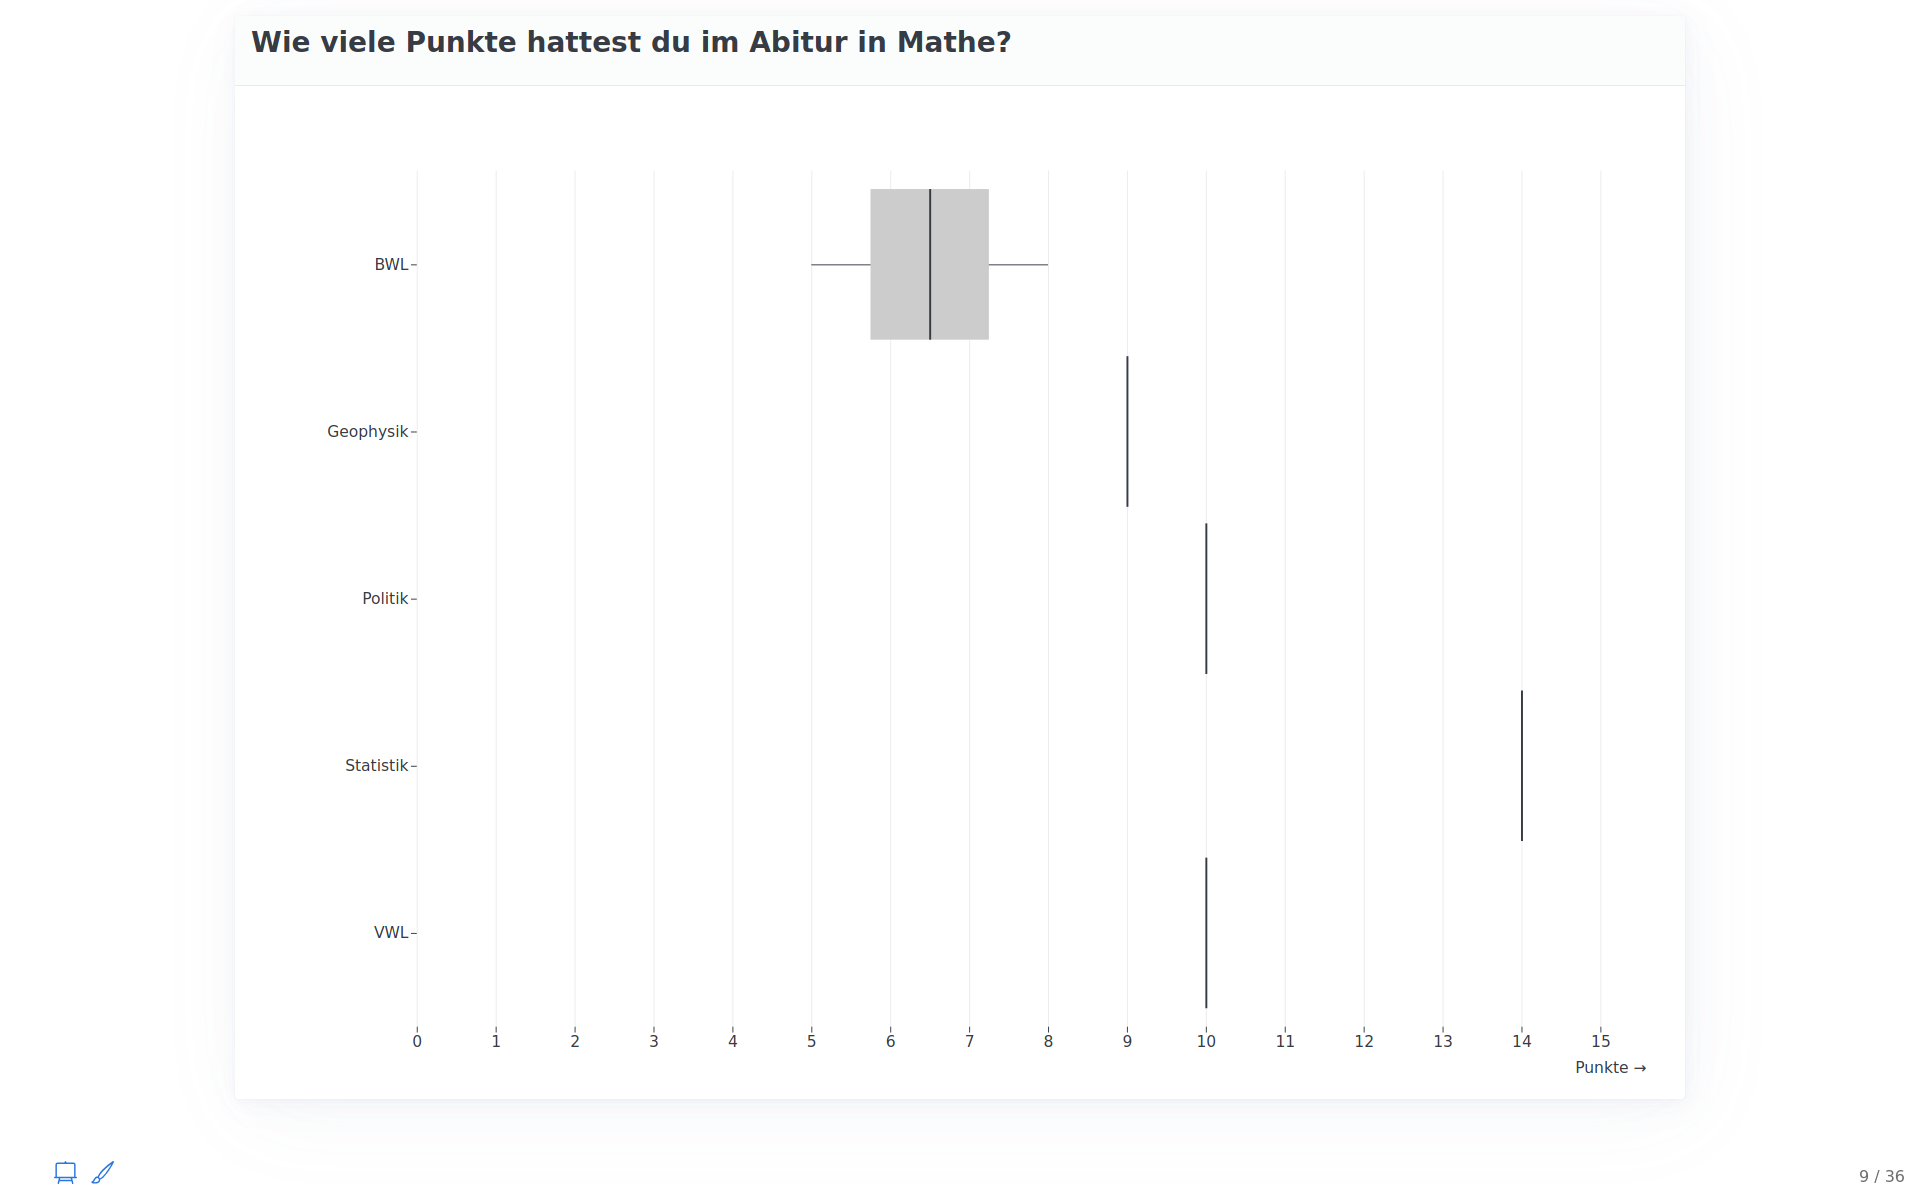 Wie viele Punkte hattest du im Abitur in Mathe?
BWL
Geophysik
Politik
Statistik
VWL
0 1 2 3 4 5 6 7 8 9 10 11 12 13 14 15
Punkte →
9 / 36